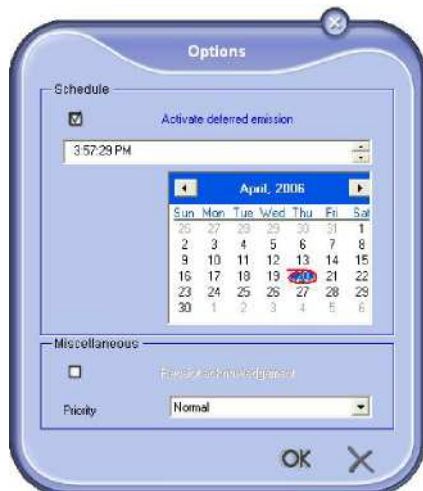 Options
Schedule
Activate deferred emission
3:57:29 PM
April, 2006
Sun Mon Tue Wed Thu Fri Sat
26 27 28 29 30 31 1
2 3 4 5 6 7 8
9 10 11 12 13 14 15
16 17 18 19 20 21 22
23 24 25 26 27 28 29
30 1 2 3 4 5 6
Miscellaneous
Receipt acknowledgement
Priority
Normal
OK